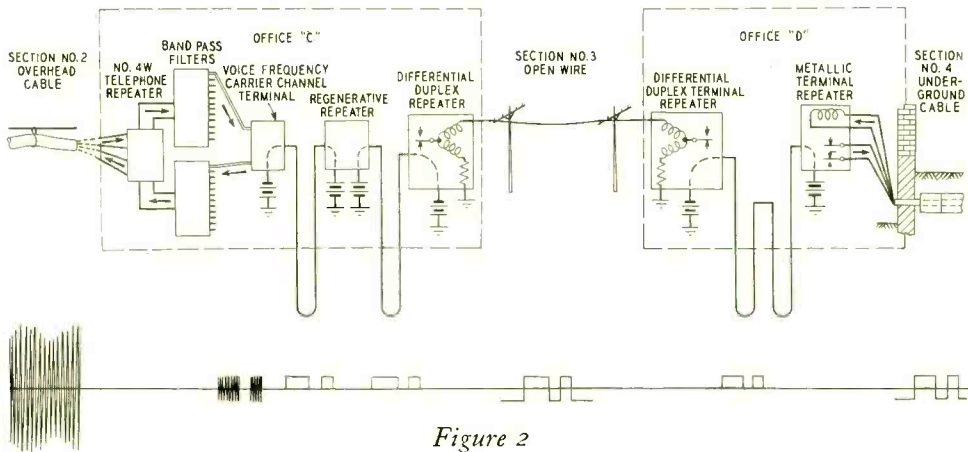 OFFICE "C"
OFFICE "D"
SECTION NO.2
OVERHEAD
CABLE
NO. 4W
TELEPHONE
REPEATER
BAND PASS
FILTERS
VOICE FREQUENCY
CARRIER CHANNEL
TERMINAL
REGENERATIVE
REPEATER
DIFFERENTIAL
DUPLEX
REPEATER
SECTION NO.3
OPEN WIRE
DIFFERENTIAL
DUPLEX TERMINAL
REPEATER
METALLIC
TERMINAL
REPEATER
SECTION
NO. 4
UNDER-
GROUND
CABLE
Figure 2